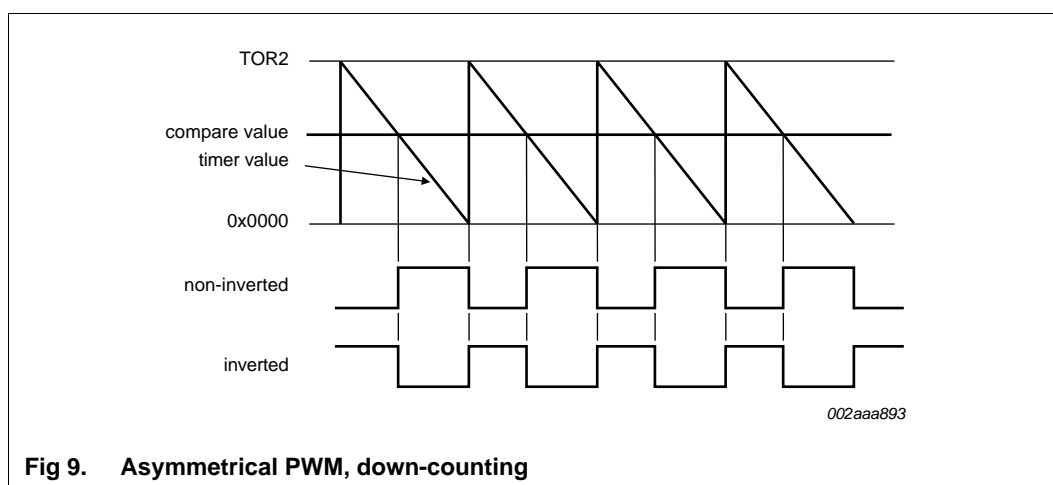 TOR2
compare value
timer value
0x0000
non-inverted
inverted
002aaa893
Fig 9. Asymmetrical PWM, down-counting